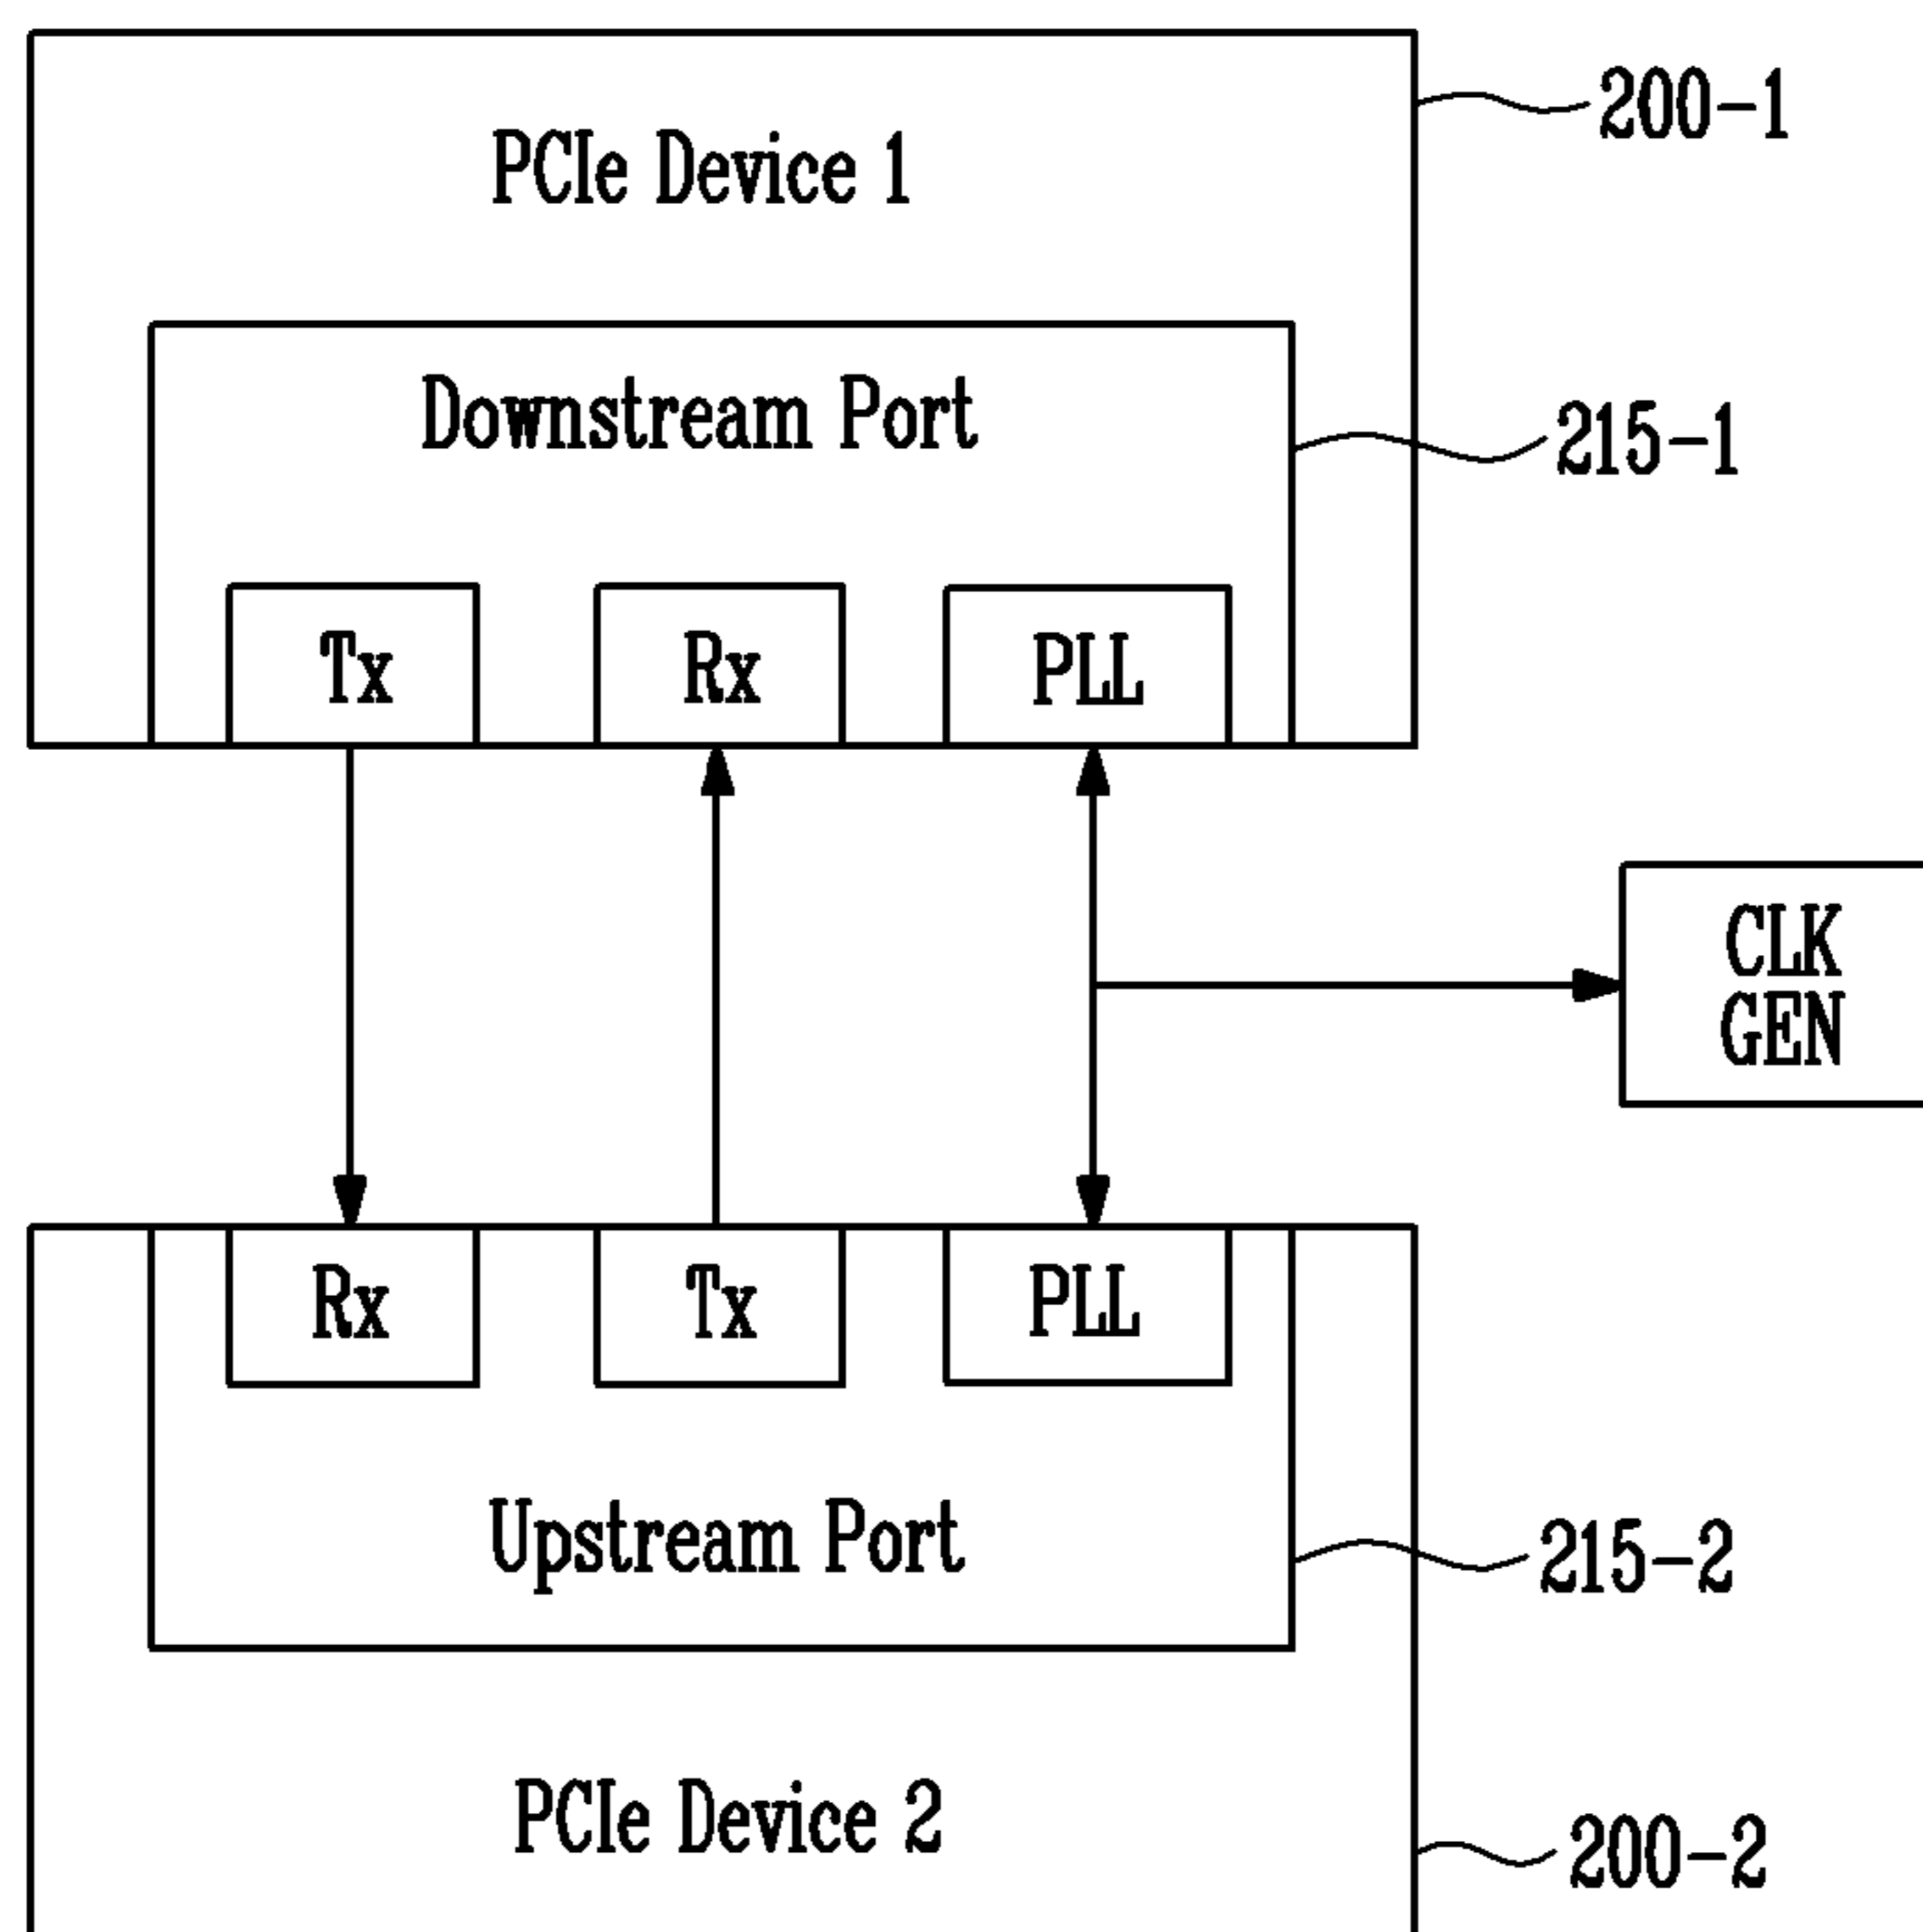 PCIe Device 1
200-1
Downstream Port
215-1
Tx
Rx
PLL
CLK
GEN
Rx
Tx
PLL
Upstream Port
215-2
PCIe Device 2
200-2